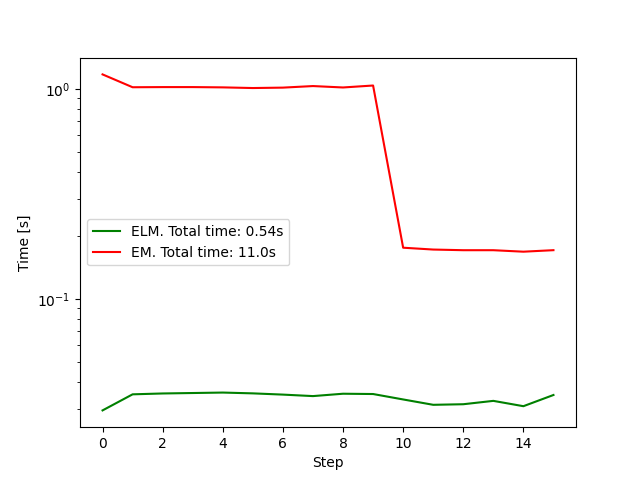 10⁰
10⁻¹
Time [s]
ELM. Total time: 0.54s
EM. Total time: 11.0s
0 2 4 6 8 10 12 14
Step